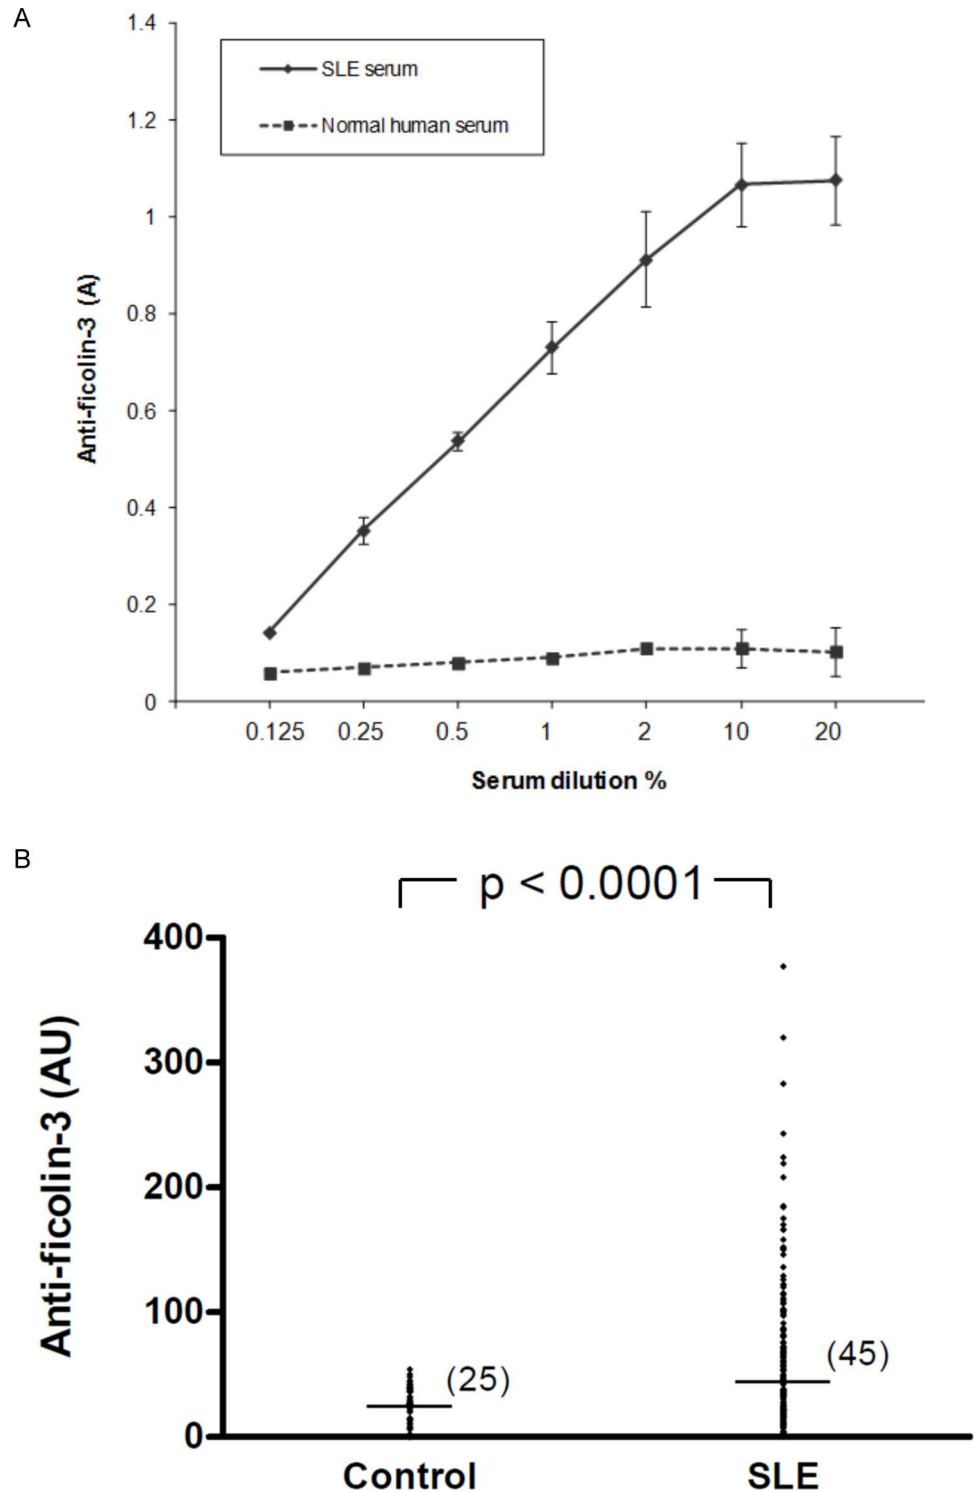 A
1.4
SLE serum
1.2
Normal human serum
1
0.8
Anti-ficolin-3 (A)
0.6
0.4
0.2
0
0.125 0.25 0.5 1 2 10 20
Serum dilution %
B
p < 0.0001
400
300
Anti-ficolin-3 (AU)
200
100
(45)
(25)
0
Control SLE